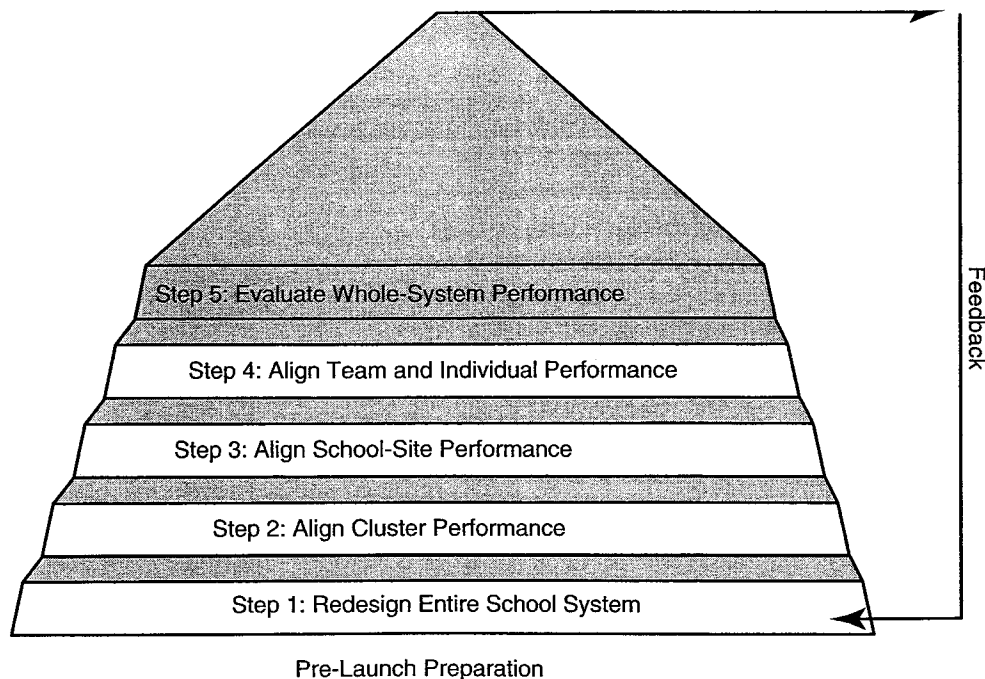 Step 5: Evaluate Whole-System Performance
Step 4: Align Team and Individual Performance
Step 3: Align School-Site Performance
Step 2: Align Cluster Performance
Step 1: Redesign Entire School System
Pre-Launch Preparation
Feedback